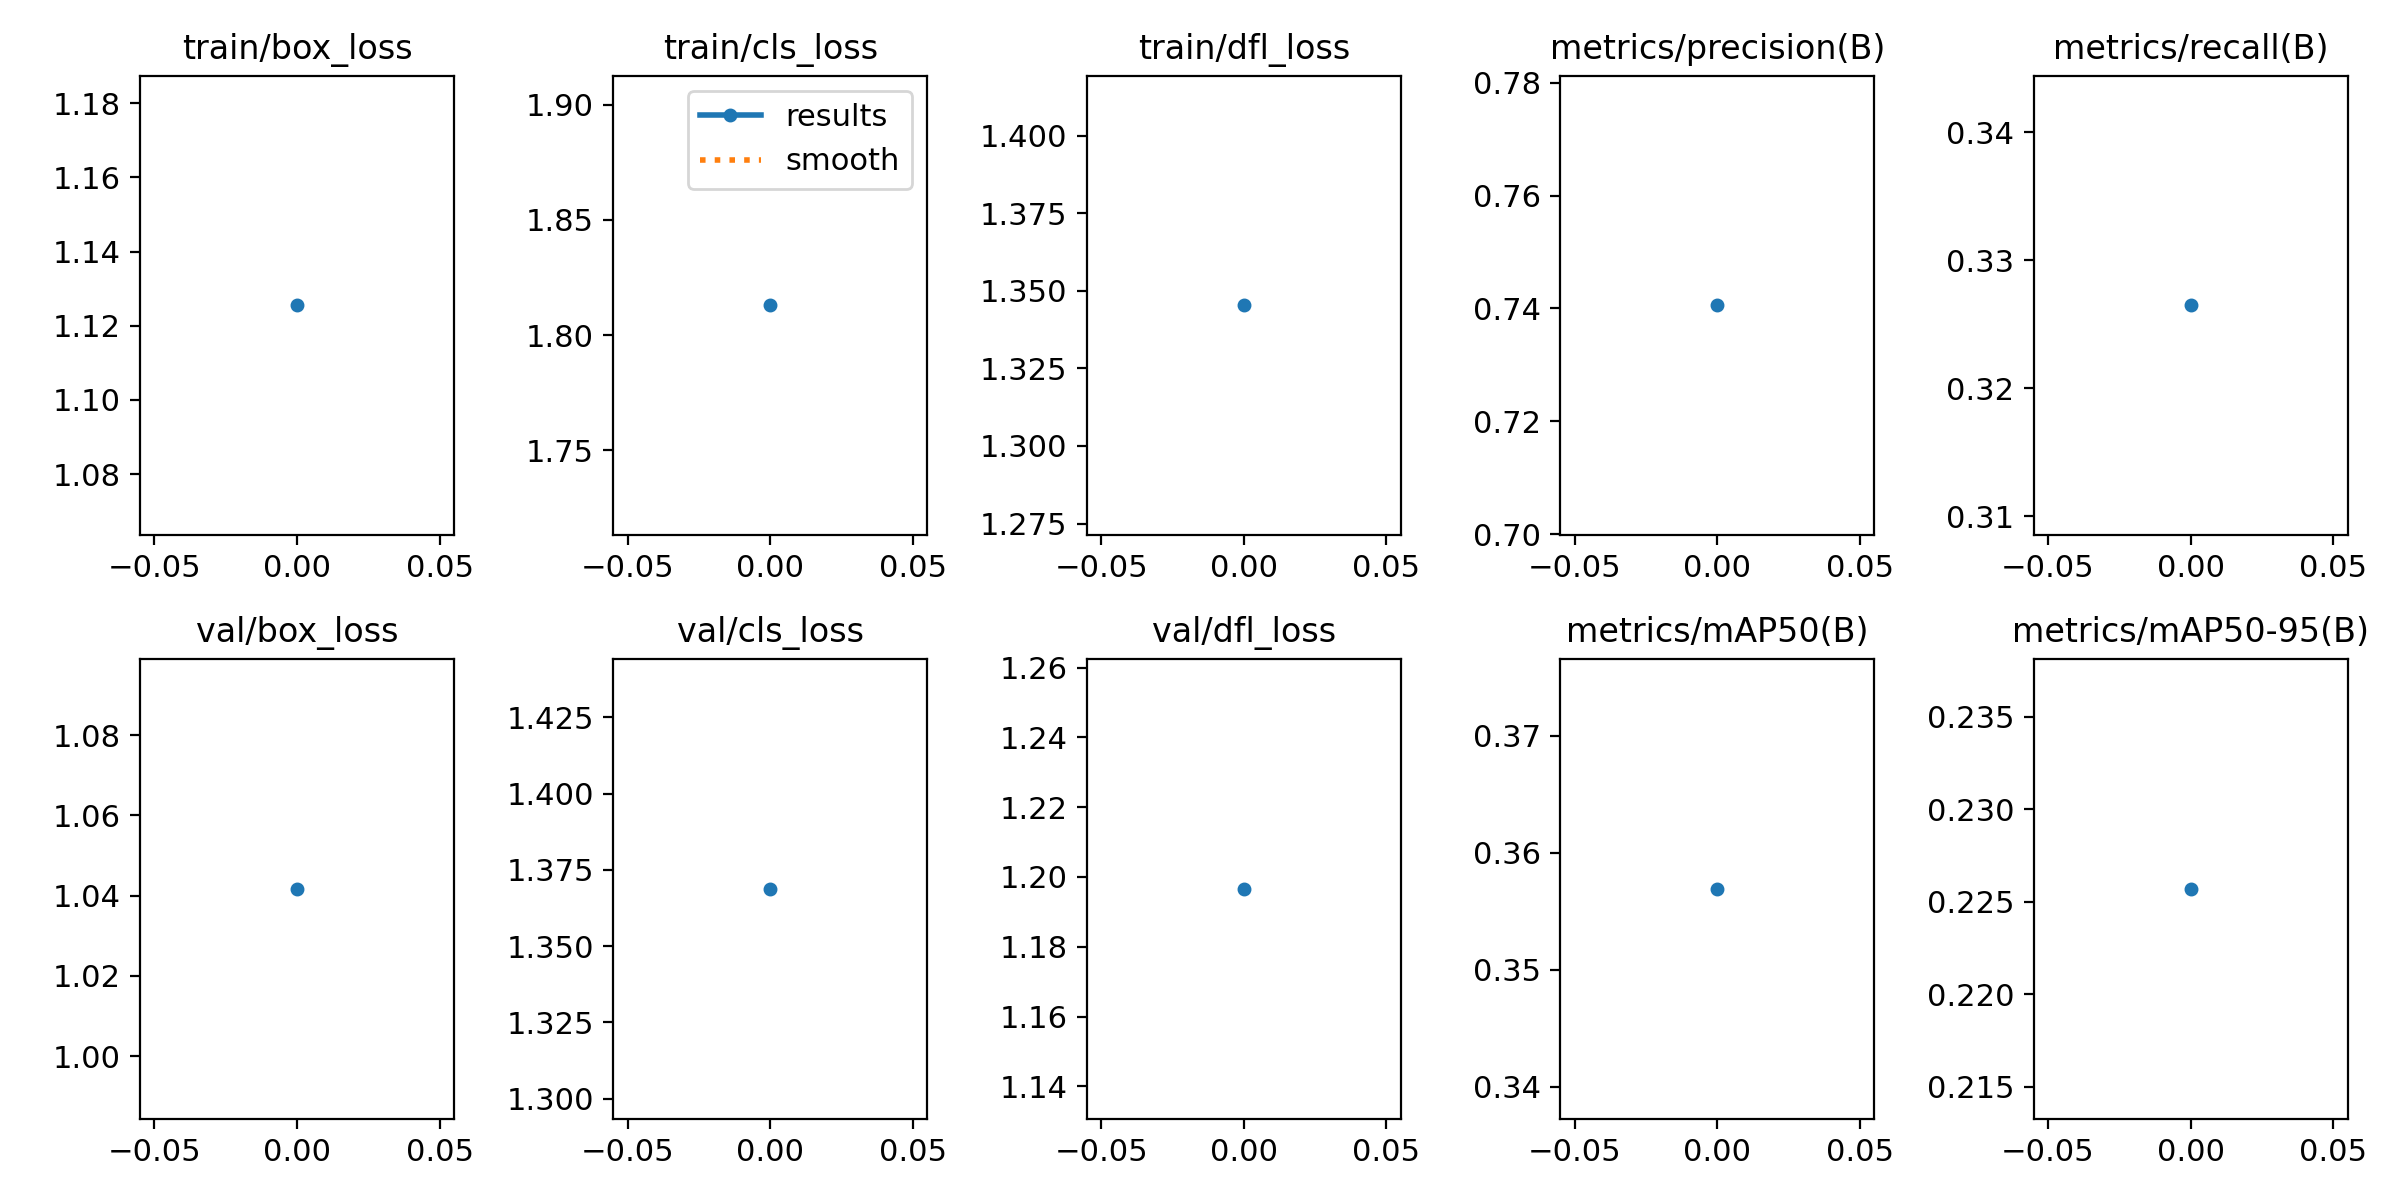 train/box_loss
1.18
1.16
1.14
1.12
1.10
1.08
−0.05 0.00 0.05
train/cls_loss
results
smooth
1.90
1.85
1.80
1.75
−0.05 0.00 0.05
train/dfl_loss
1.400
1.375
1.350
1.325
1.300
1.275
−0.05 0.00 0.05
metrics/precision(B)
0.78
0.76
0.74
0.72
0.70
−0.05 0.00 0.05
metrics/recall(B)
0.34
0.33
0.32
0.31
−0.05 0.00 0.05
val/box_loss
1.08
1.06
1.04
1.02
1.00
−0.05 0.00 0.05
val/cls_loss
1.425
1.400
1.375
1.350
1.325
1.300
−0.05 0.00 0.05
val/dfl_loss
1.26
1.24
1.22
1.20
1.18
1.16
1.14
−0.05 0.00 0.05
metrics/mAP50(B)
0.37
0.36
0.35
0.34
−0.05 0.00 0.05
metrics/mAP50-95(B)
0.235
0.230
0.225
0.220
0.215
−0.05 0.00 0.05